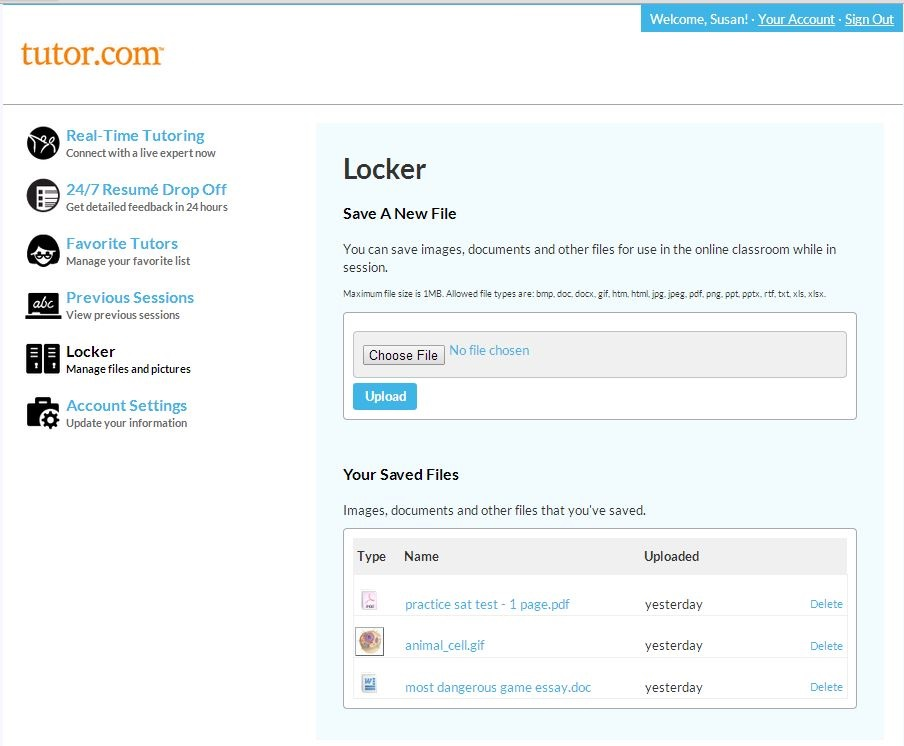 Welcome, Susan! · Your Account · Sign Out
tutor.com™
Real-Time Tutoring
Connect with a live expert now
24/7 Resumé Drop Off
Get detailed feedback in 24 hours
Favorite Tutors
Manage your favorite list
abc
Previous Sessions
View previous sessions
Locker
Manage files and pictures
Account Settings
Update your information
Locker
Save A New File
You can save images, documents and other files for use in the online classroom while in
session.
Maximum file size is 1MB. Allowed file types are: bmp, doc, docx, gif, htm, html, jpg, jpeg, pdf, png, ppt, pptx, rtf, txt, xls, xlsx.
Choose File No file chosen
Upload
Your Saved Files
Images, documents and other files that you've saved.
Type Name Uploaded
practice sat test - 1 page.pdf yesterday Delete
animal_cell.gif yesterday Delete
most dangerous game essay.doc yesterday Delete